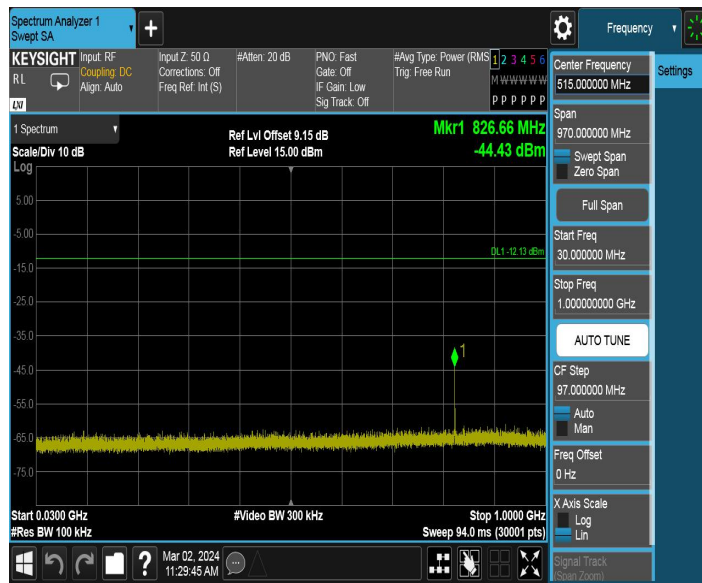 Spectrum Analyzer 1
Swept SA
+
Frequency
KEYSIGHT
RL
LXI
Input: RF
Coupling: DC
Align: Auto
Input Z: 50 Ω
Corrections: Off
Freq Ref: Int (S)
#Atten: 20 dB
PNO: Fast
Gate: Off
IF Gain: Low
Sig Track: Off
#Avg Type: Power (RMS
Trig: Free Run
1 2 3 4 5 6
M W W W W W
P P P P P P
1 Spectrum
Scale/Div 10 dB
Log
Ref Lvl Offset 9.15 dB
Ref Level 15.00 dBm
Mkr1 826.66 MHz
-44.43 dBm
5.00
-5.00
-15.0
-25.0
-35.0
-45.0
-55.0
-65.0
-75.0
DL1 -12.13 dBm
1
Start 0.0300 GHz
#Res BW 100 kHz
#Video BW 300 kHz
Stop 1.0000 GHz
Sweep 94.0 ms (30001 pts)
?
Mar 02, 2024
11:29:45 AM
Center Frequency
515.000000 MHz
Settings
Span
970.000000 MHz
Swept Span
Zero Span
Full Span
Start Freq
30.000000 MHz
Stop Freq
1.000000000 GHz
AUTO TUNE
CF Step
97.000000 MHz
Auto
Man
Freq Offset
0 Hz
X Axis Scale
Log
Lin
Signal Track
(Span Zoom)